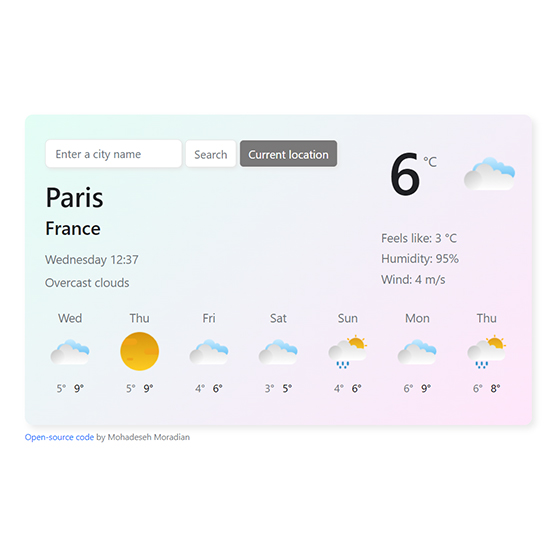 Enter a city name Search Current location
6 °C
Paris
France
Wednesday 12:37
Overcast clouds
Feels like: 3 °C
Humidity: 95%
Wind: 4 m/s
Wed Thu Fri Sat Sun Mon Thu
5° 9° 5° 9° 4° 6° 3° 5° 4° 6° 6° 9° 6° 8°
Open-source code by Mohadeseh Moradian